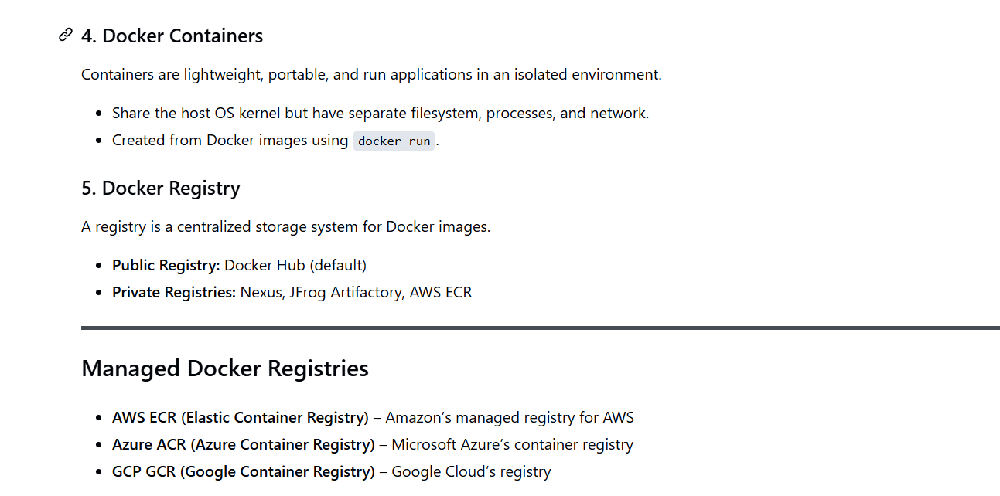 4. Docker Containers
Containers are lightweight, portable, and run applications in an isolated environment.
• Share the host OS kernel but have separate filesystem, processes, and network.
• Created from Docker images using docker run.
5. Docker Registry
A registry is a centralized storage system for Docker images.
• Public Registry: Docker Hub (default)
• Private Registries: Nexus, JFrog Artifactory, AWS ECR
Managed Docker Registries
• AWS ECR (Elastic Container Registry) – Amazon’s managed registry for AWS
• Azure ACR (Azure Container Registry) – Microsoft Azure’s container registry
• GCP GCR (Google Container Registry) – Google Cloud’s registry